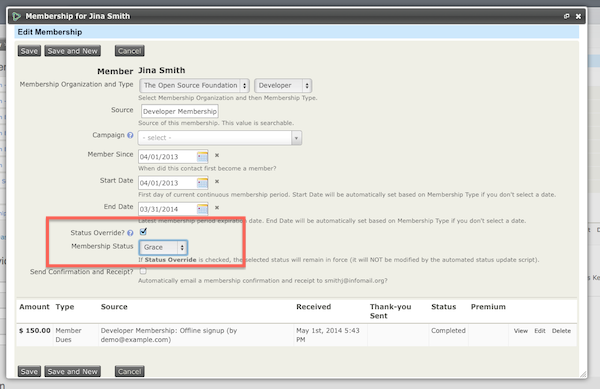 Membership for Jina Smith
Edit Membership
Save Save and New Cancel
Member Jina Smith
Membership Organization and Type The Open Source Foundation Developer
Select Membership Organization and then Membership Type.
Source Developer Membership
Source of this membership. This value is searchable.
Campaign - select -
Member Since 04/01/2013
When did this contact first become a member?
Start Date 04/01/2013
First day of current continuous membership period. Start Date will be automatically set based on Membership Type if you don't select a date.
End Date 03/31/2014
Latest membership period expiration date. End Date will be automatically set based on Membership Type if you don't select a date.
Status Override?
Membership Status Grace
If Status Override is checked, the selected status will remain in force (it will NOT be modified by the automated status update script).
Send Confirmation and Receipt?
Automatically email a membership confirmation and receipt to smithj@infomail.org?
Amount Type Source Received Thank-you Sent Status Premium
$ 150.00 Member Dues Developer Membership: Offline signup (by demo@example.com) May 1st, 2014 5:43 PM Completed View Edit Delete
Save Save and New Cancel